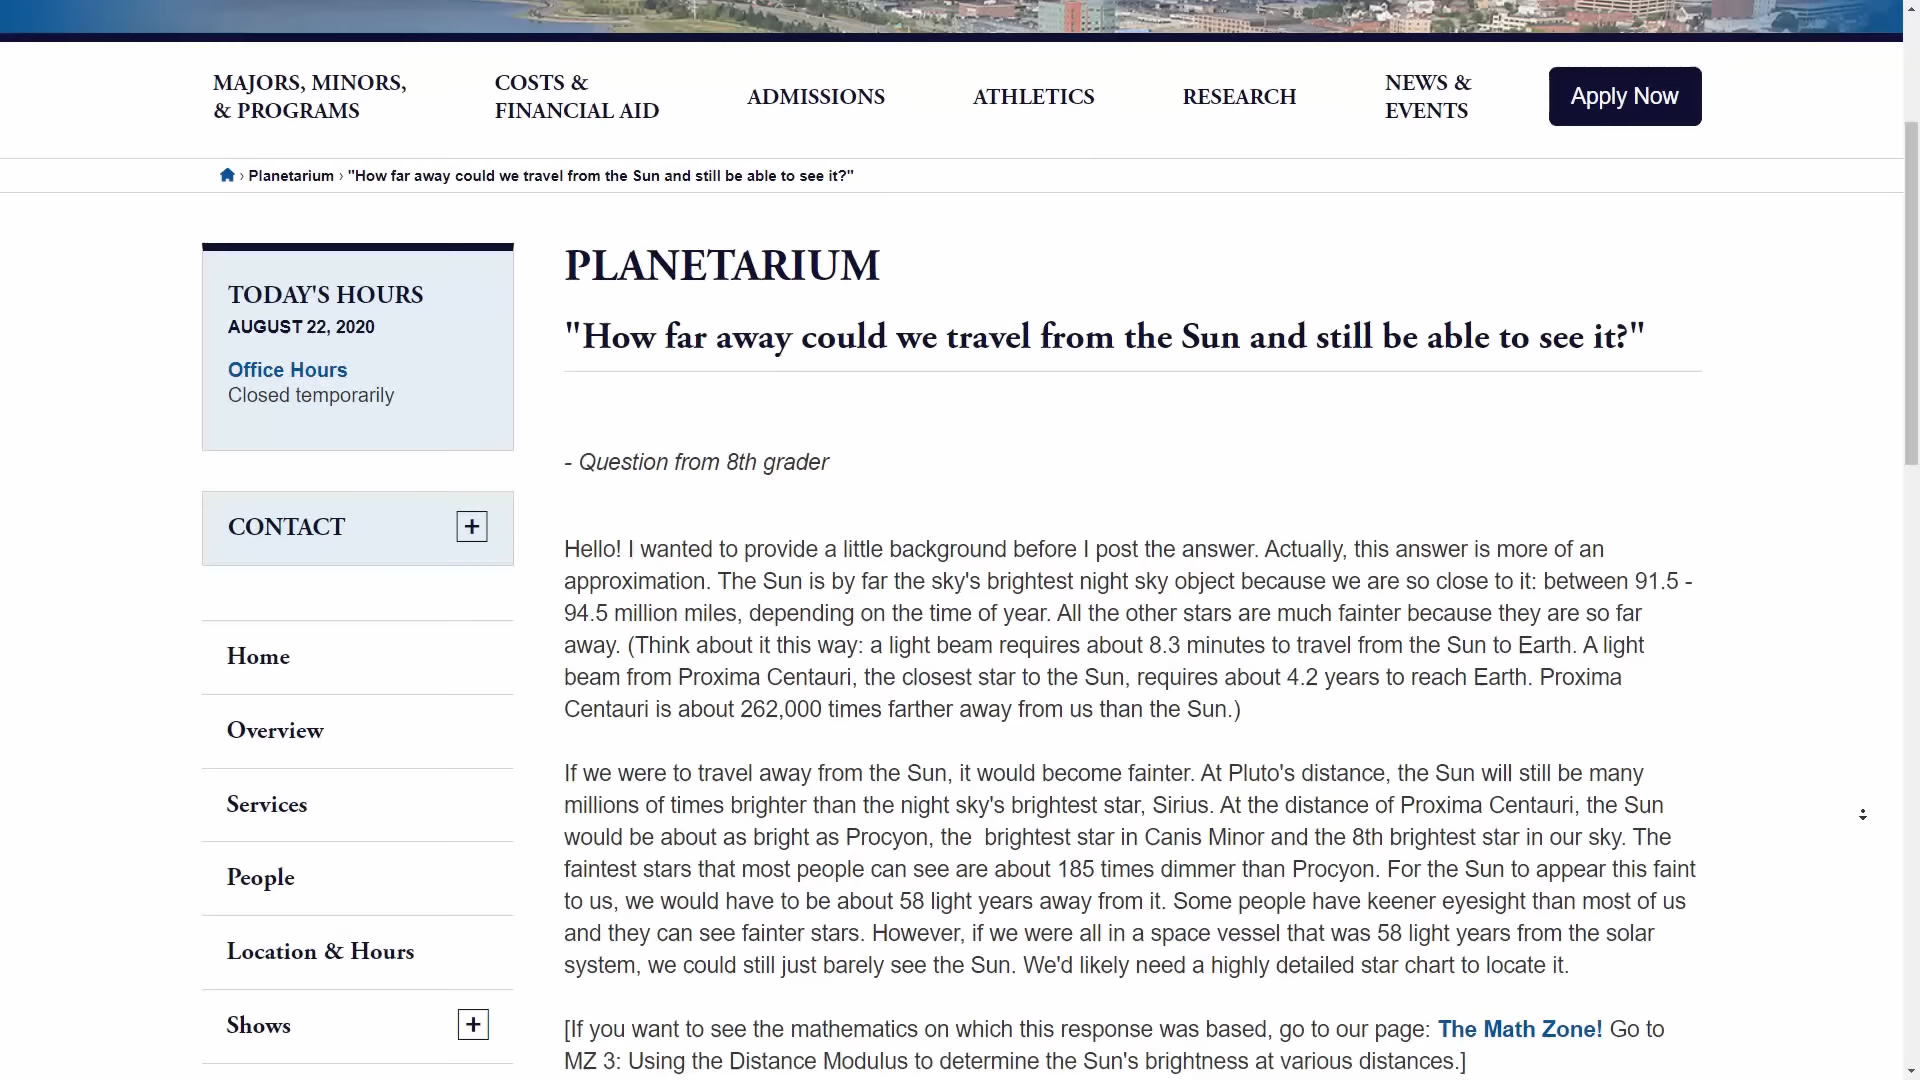 MAJORS, MINORS,
& PROGRAMS
COSTS &
FINANCIAL AID
ADMISSIONS
ATHLETICS
RESEARCH
NEWS &
EVENTS
Apply Now
› Planetarium › "How far away could we travel from the Sun and still be able to see it?"
TODAY'S HOURS
AUGUST 22, 2020
Office Hours
Closed temporarily
CONTACT
Home
Overview
Services
People
Location & Hours
Shows
PLANETARIUM
"How far away could we travel from the Sun and still be able to see it?"
- Question from 8th grader
Hello! I wanted to provide a little background before I post the answer. Actually, this answer is more of an
approximation. The Sun is by far the sky's brightest night sky object because we are so close to it: between 91.5 -
94.5 million miles, depending on the time of year. All the other stars are much fainter because they are so far
away. (Think about it this way: a light beam requires about 8.3 minutes to travel from the Sun to Earth. A light
beam from Proxima Centauri, the closest star to the Sun, requires about 4.2 years to reach Earth. Proxima
Centauri is about 262,000 times farther away from us than the Sun.)
If we were to travel away from the Sun, it would become fainter. At Pluto's distance, the Sun will still be many
millions of times brighter than the night sky's brightest star, Sirius. At the distance of Proxima Centauri, the Sun
would be about as bright as Procyon, the brightest star in Canis Minor and the 8th brightest star in our sky. The
faintest stars that most people can see are about 185 times dimmer than Procyon. For the Sun to appear this faint
to us, we would have to be about 58 light years away from it. Some people have keener eyesight than most of us
and they can see fainter stars. However, if we were all in a space vessel that was 58 light years from the solar
system, we could still just barely see the Sun. We'd likely need a highly detailed star chart to locate it.
[If you want to see the mathematics on which this response was based, go to our page: The Math Zone! Go to
MZ 3: Using the Distance Modulus to determine the Sun's brightness at various distances.]